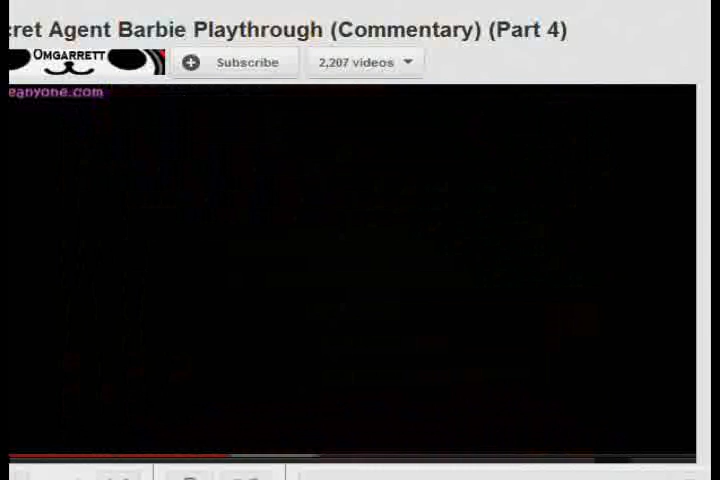 cret Agent Barbie Playthrough (Commentary) (Part 4)
OMGARRETT
Subscribe
2,207 videos
eanyone.com